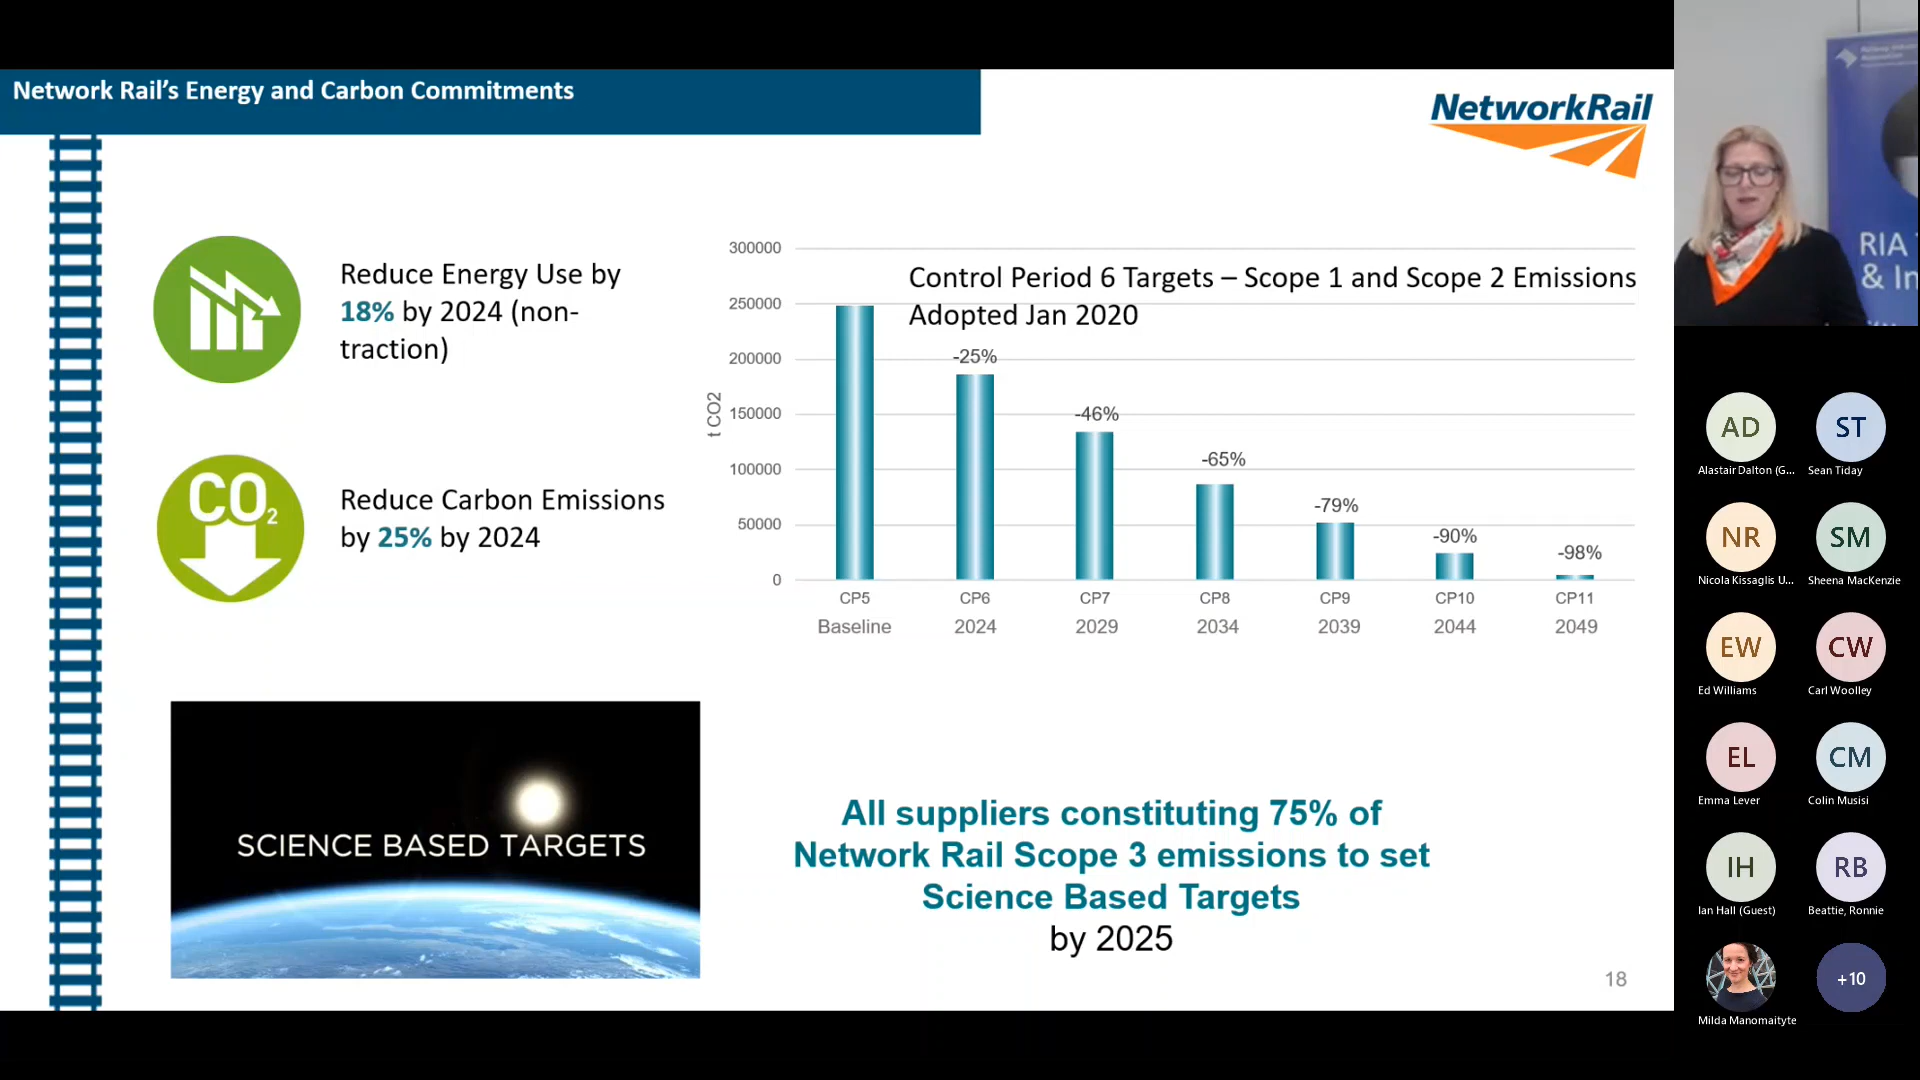 Network Rail's Energy and Carbon Commitments
NetworkRail
Reduce Energy Use by
18% by 2024 (non-
traction)
CO2
Reduce Carbon Emissions
by 25% by 2024
Control Period 6 Targets – Scope 1 and Scope 2 Emissions
Adopted Jan 2020
t CO2
300000
250000
200000
150000
100000
50000
0
-25%
-46%
-65%
-79%
-90%
-98%
CP5 CP6 CP7 CP8 CP9 CP10 CP11
Baseline 2024 2029 2034 2039 2044 2049
SCIENCE BASED TARGETS
All suppliers constituting 75% of
Network Rail Scope 3 emissions to set
Science Based Targets
by 2025
18
RIA
& In
AD ST
Alastair Dalton (G... Sean Tiday
NR SM
Nicola Kissaglis U... Sheena MacKenzie
EW CW
Ed Williams Carl Woolley
EL CM
Emma Lever Colin Musisi
IH RB
Ian Hall (Guest) Beattie, Ronnie
+10
Milda Manomaityte